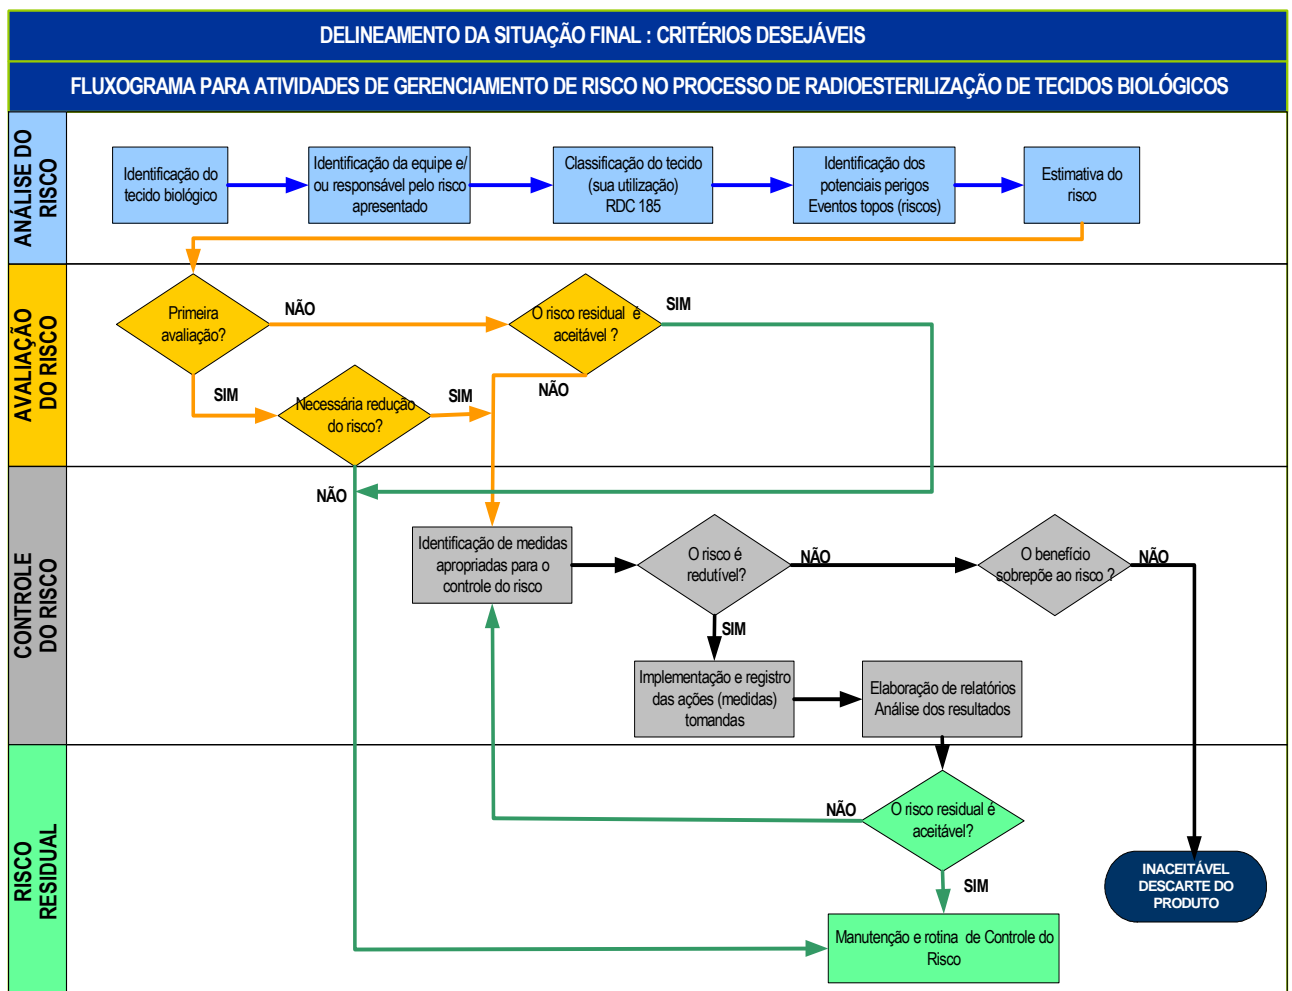 DELINEAMENTO DA SITUAÇÃO FINAL : CRITÉRIOS DESEJÁVEIS
FLUXOGRAMA PARA ATIVIDADES DE GERENCIAMENTO DE RISCO NO PROCESSO DE RADIOESTERILIZAÇÃO DE TECIDOS BIOLÓGICOS
ANÁLISE DO
RISCO
Identificação do
tecido biológico
Identificação da equipe e/
ou responsável pelo risco
apresentado
Classificação do tecido
(sua utilização)
RDC 185
Identificação dos
potenciais perigos
Eventos topos (riscos)
Estimativa do
risco
AVALIAÇÃO
DO RISCO
Primeira
avaliação?
NÃO
O risco residual é
aceitável ?
SIM
SIM
Necessária redução
do risco?
SIM
NÃO
CONTROLE
DO RISCO
NÃO
Identificação de medidas
apropriadas para o
controle do risco
O risco é
redutível?
NÃO
O benefício
sobrepõe ao risco ?
NÃO
SIM
Implementação e registro
das ações (medidas)
tomandas
Elaboração de relatórios
Análise dos resultados
RISCO
RESIDUAL
NÃO
O risco residual é
aceitável?
SIM
INACEITÁVEL
DESCARTE DO
PRODUTO
Manutenção e rotina de Controle do
Risco